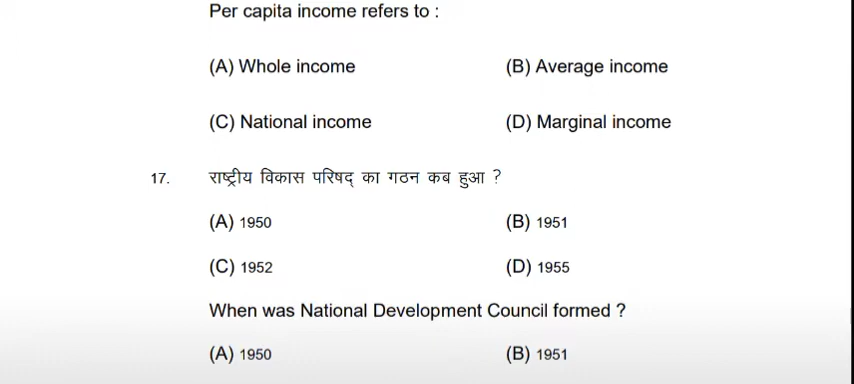 Per capita income refers to :
(A) Whole income (B) Average income
(C) National income (D) Marginal income
17. राष्ट्रीय विकास परिषद् का गठन कब हुआ ?
(A) 1950 (B) 1951
(C) 1952 (D) 1955
When was National Development Council formed ?
(A) 1950 (B) 1951